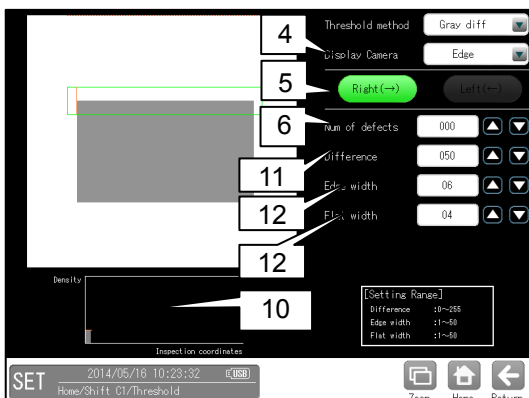 Threshold method Gray diff
4
Display Camera Edge
5
Right(→) Left(←)
6
Num of defects 000
Difference 050
11
Edge width 06
12
Flat width 04
12
Density
10
Inspection coordinates
[Setting Range]
Difference :0~255
Edge width :1~50
Flat width :1~50
SET 2014/05/16 10:23:32 USB
Home/Shift C1/Threshold
Zoom Home Return